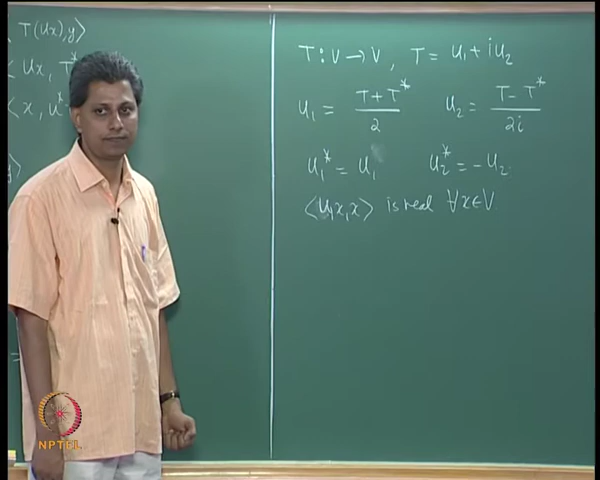 T(Ux),y⟩
⟨Ux, T*
⟨x, U*
y⟩
=
T : V → V , T = U₁ + iU₂
U₁ = (T + T*)/2 U₂ = (T - T*)/2i
U₁* = U₁ U₂* = -U₂.
⟨U₁x, x⟩ is real ∀x∈V.
NPTEL